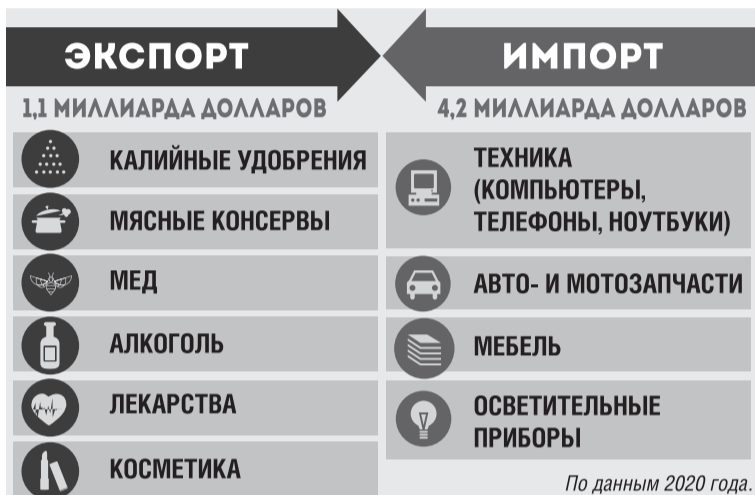 ЭКСПОРТ
1,1 МИЛЛИАРДА ДОЛЛАРОВ
КАЛИЙНЫЕ УДОБРЕНИЯ
МЯСНЫЕ КОНСЕРВЫ
МЕД
АЛКОГОЛЬ
ЛЕКАРСТВА
КОСМЕТИКА
ИМПОРТ
4,2 МИЛЛИАРДА ДОЛЛАРОВ
ТЕХНИКА
(КОМПЬЮТЕРЫ,
ТЕЛЕФОНЫ, НОУТБУКИ)
АВТО- И МОТОЗАПЧАСТИ
МЕБЕЛЬ
ОСВЕТИТЕЛЬНЫЕ
ПРИБОРЫ
По данным 2020 года.